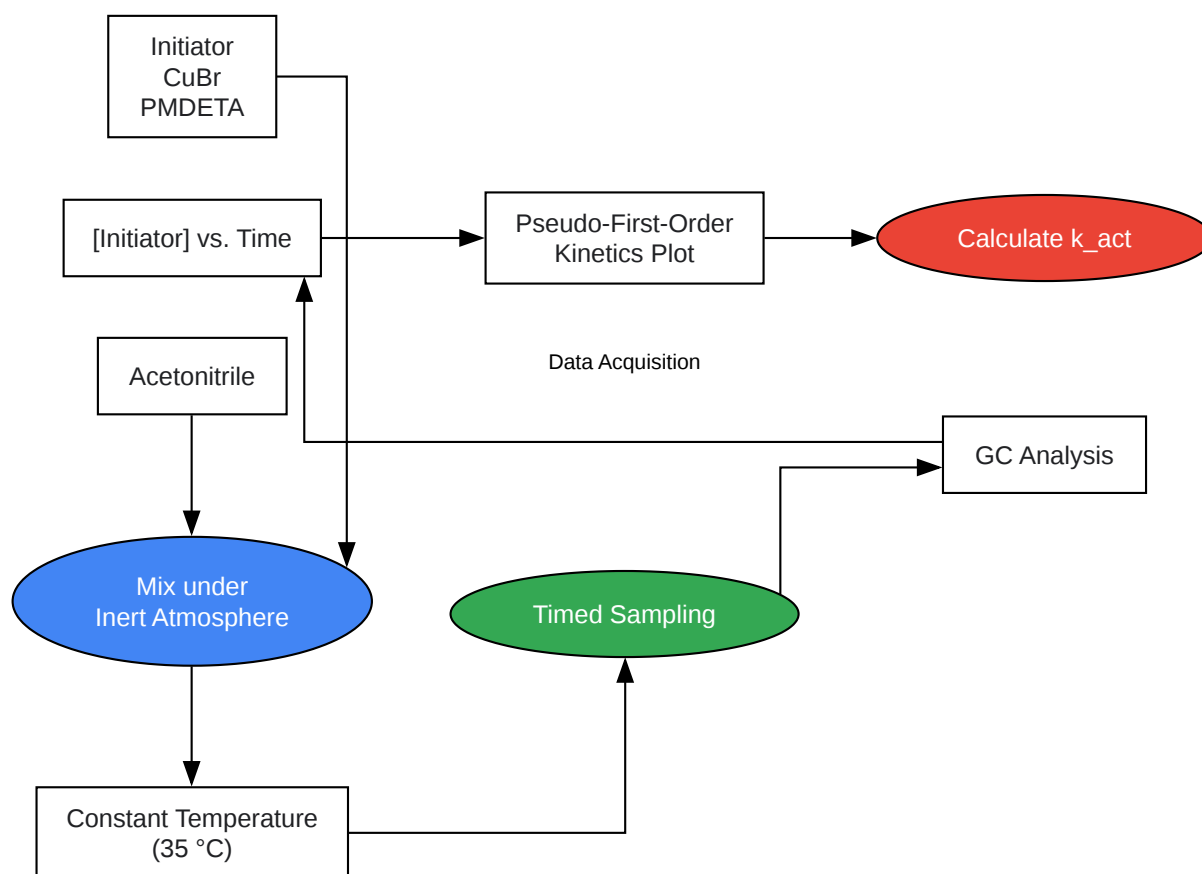 Initiator
CuBr
PMDETA
[Initiator] vs. Time
Pseudo-First-Order
Kinetics Plot
Calculate k_act
Data Acquisition
Acetonitrile
GC Analysis
Mix under
Inert Atmosphere
Timed Sampling
Constant Temperature
(35 °C)